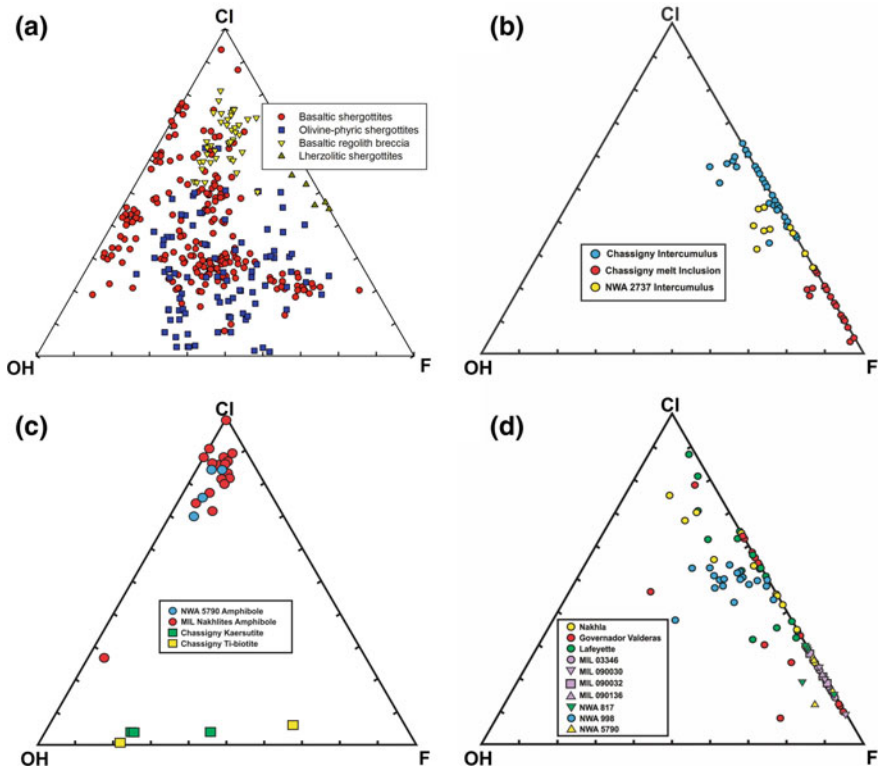 (a)
Cl
Basaltic shergottites
Olivine-phyric shergottites
Basaltic regolith breccia
Lherzolitic shergottites
OH
F
(b)
Cl
Chassigny Intercumulus
Chassigny melt Inclusion
NWA 2737 Intercumulus
OH
F
(c)
Cl
NWA 5790 Amphibole
MIL Nakhlites Amphibole
Chassigny Kaersutite
Chassigny Ti-biotite
OH
F
(d)
Cl
Nakhla
Governador Valderas
Lafeyette
MIL 03346
MIL 090030
MIL 090032
MIL 090136
NWA 817
NWA 998
NWA 5790
OH
F